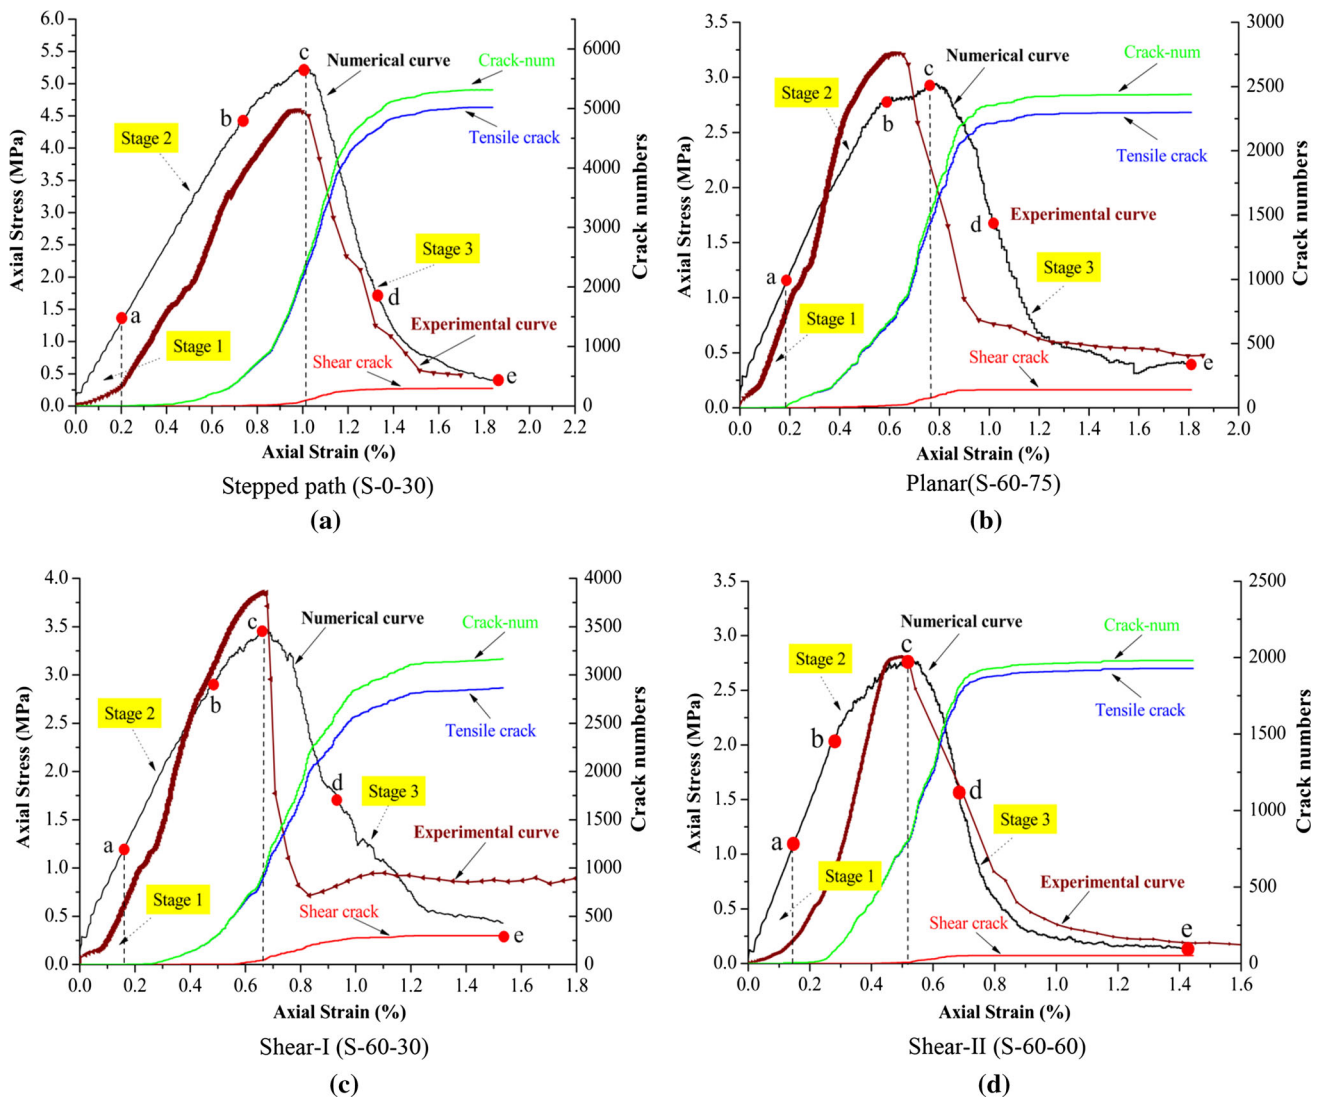 6.0
5.5
5.0
4.5
4.0
3.5
3.0
2.5
2.0
1.5
1.0
0.5
0.0
Axial Stress (MPa)
6000
5000
4000
3000
2000
1000
0
Crack numbers
c
Numerical curve
Crack-num
b
Stage 2
Tensile crack
Stage 3
a
d
Stage 1
Experimental curve
Shear crack
e
0.0 0.2 0.4 0.6 0.8 1.0 1.2 1.4 1.6 1.8 2.0 2.2
Axial Strain (%)
Stepped path (S-0-30)
(a)
3.5
3.0
2.5
2.0
1.5
1.0
0.5
0.0
Axial Stress (MPa)
3000
2500
2000
1500
1000
500
0
Crack numbers
Numerical curve
Crack-num
c
Stage 2
b
Tensile crack
Experimental curve
d
a
Stage 3
Stage 1
Shear crack
e
0.0 0.2 0.4 0.6 0.8 1.0 1.2 1.4 1.6 1.8 2.0
Axial Strain (%)
Planar(S-60-75)
(b)
4.0
3.5
3.0
2.5
2.0
1.5
1.0
0.5
0.0
Axial Stress (MPa)
4000
3500
3000
2500
2000
1500
1000
500
0
Crack numbers
c
Numerical curve
Crack-num
b
Stage 2
Tensile crack
d
Stage 3
a
Experimental curve
Stage 1
Shear crack
e
0.0 0.2 0.4 0.6 0.8 1.0 1.2 1.4 1.6 1.8
Axial Strain (%)
Shear-I (S-60-30)
(c)
3.5
3.0
2.5
2.0
1.5
1.0
0.5
0.0
Axial Stress (MPa)
2500
2000
1500
1000
500
0
Crack numbers
Numerical curve
Crack-num
c
Stage 2
Tensile crack
b
d
Stage 3
a
Stage 1
Experimental curve
Shear crack
e
0.0 0.2 0.4 0.6 0.8 1.0 1.2 1.4 1.6
Axial Strain (%)
Shear-II (S-60-60)
(d)